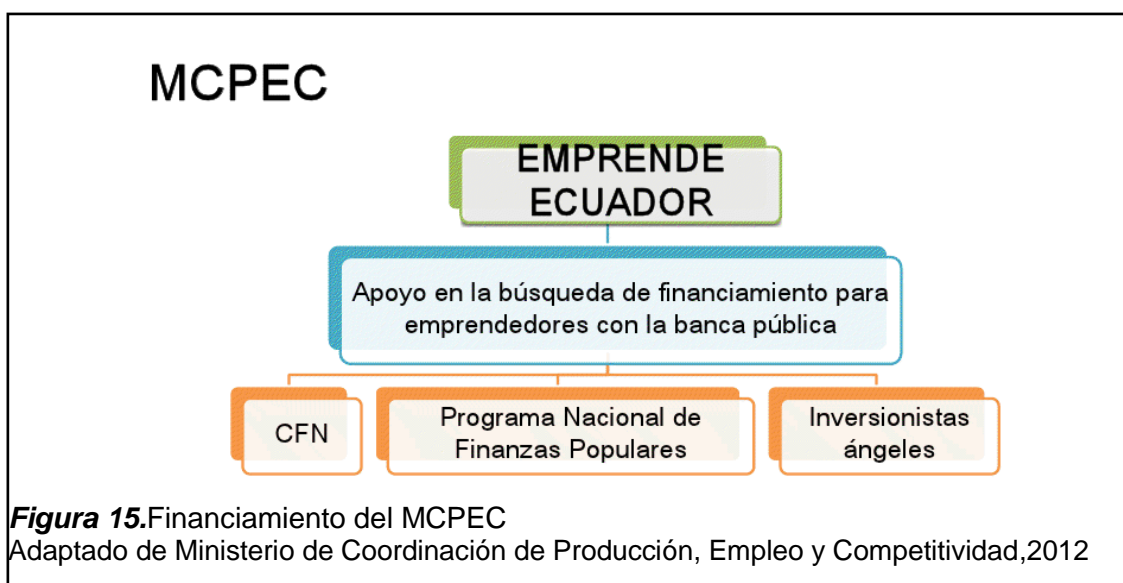 MCPEC
EMPRENDE
ECUADOR
Apoyo en la búsqueda de financiamiento para
emprendedores con la banca pública
CFN
Programa Nacional de
Finanzas Populares
Inversionistas
ángeles
Figura 15.Financiamiento del MCPEC
Adaptado de Ministerio de Coordinación de Producción, Empleo y Competitividad,2012